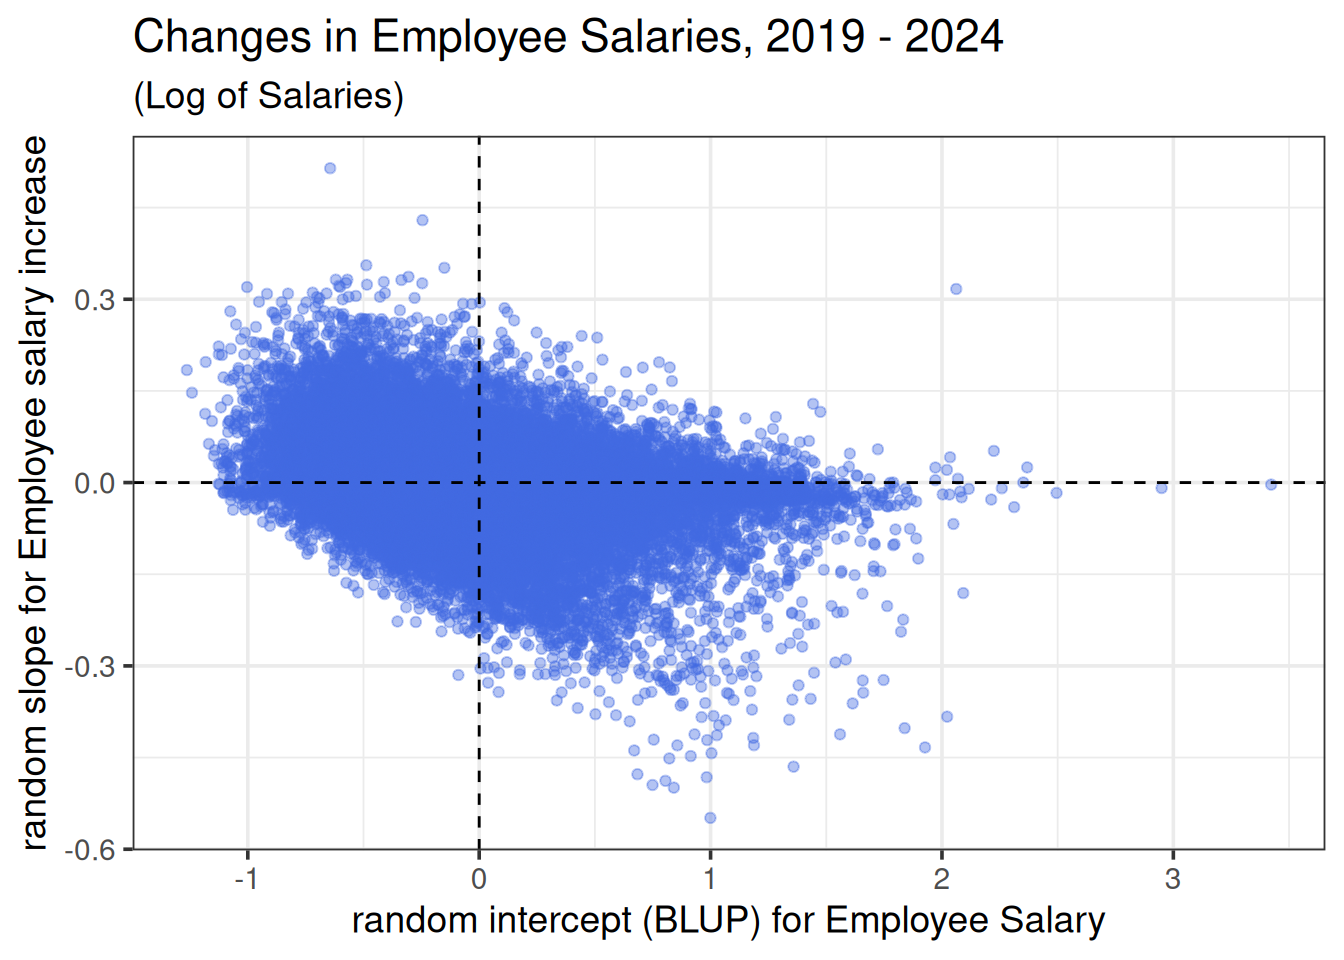 Changes in Employee Salaries, 2019 - 2024
(Log of Salaries)
random slope for Employee salary increase
0.3
0.0
-0.3
-0.6
-1
0
1
2
3
random intercept (BLUP) for Employee Salary